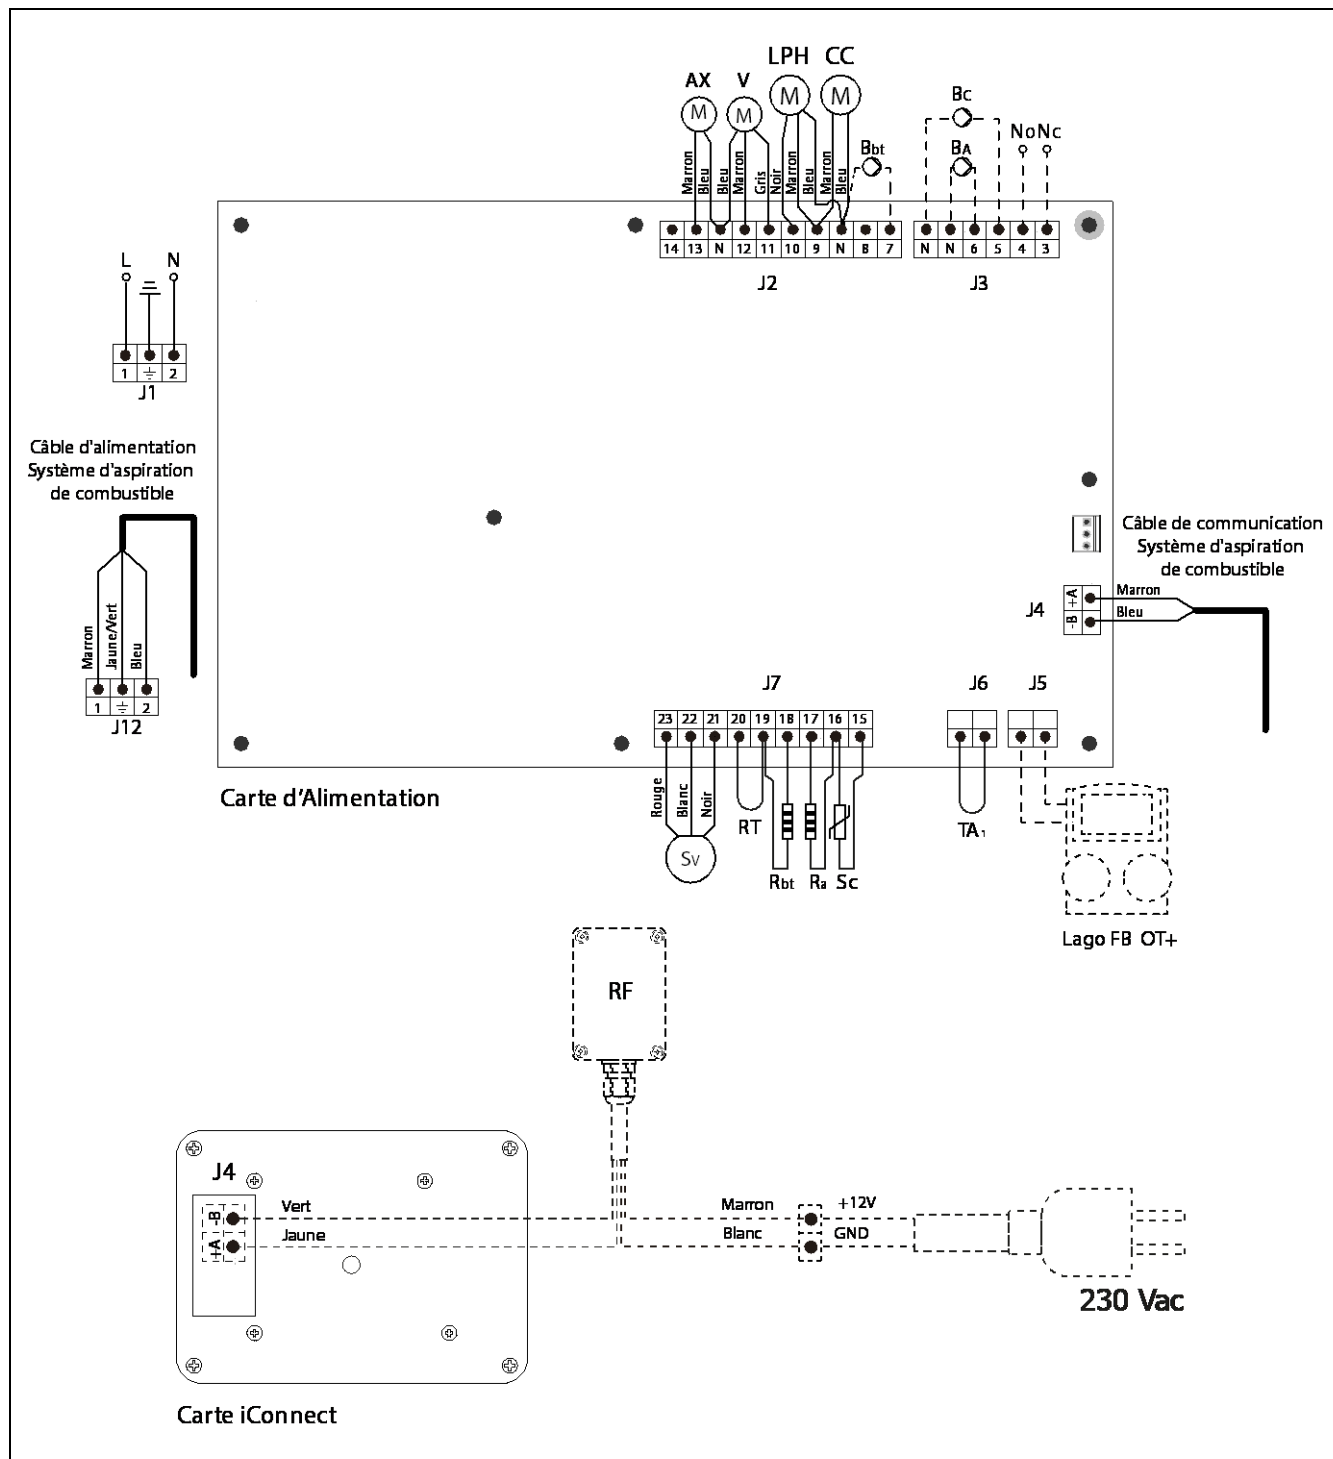 LPH CC
AX V
M M M M
Bc
Bbt BA No Nc
Marron
Bleu
Bleu
Marron
Gris
Noir
Marron
Bleu
Marron
Bleu
14 13 N 12 11 10 9 N 8 7
N N 6 5 4 3
J2 J3
L N
1 2
J1
Câble d'alimentation
Système d'aspiration
de combustible
Marron
Jaune/Vert
Bleu
1 2
J12
Câble de communication
Système d'aspiration
de combustible
J4
+A
-B
Marron
Bleu
J7 J6 J5
23 22 21 20 19 18 17 16 15
Rouge
Blanc
Noir
Sv
RT
Rbt Ra Sc
TA1
Lago FB OT+
Carte d’Alimentation
RF
J4
-B
+A
Vert
Jaune
Marron +12V
Blanc GND
230 Vac
Carte iConnect